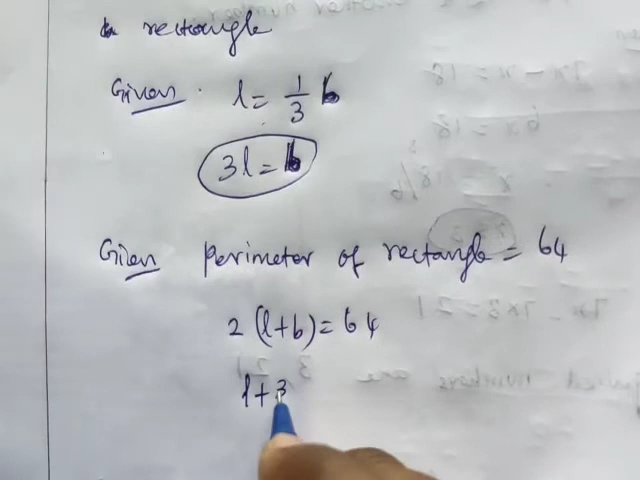 rectangle
Given. l = 1/3 b
3l = b
Given perimeter of rectangle = 64
2(l+b)=64
l+3